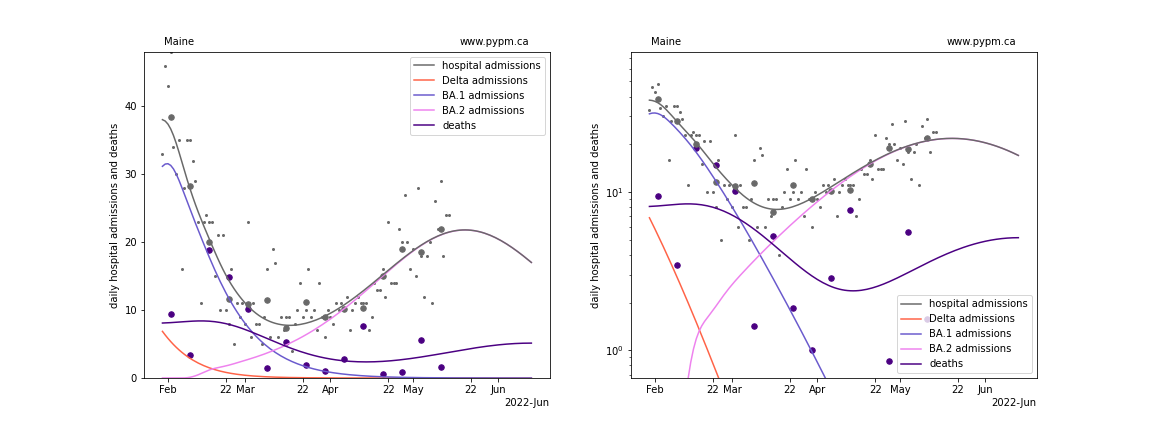 Maine www.pypm.ca
daily hospital admissions and deaths
40
30
20
10
0
hospital admissions
Delta admissions
BA.1 admissions
BA.2 admissions
deaths
Feb 22 Mar 22 Apr 22 May 22 Jun
2022-Jun
Maine www.pypm.ca
daily hospital admissions and deaths
10¹
10⁰
hospital admissions
Delta admissions
BA.1 admissions
BA.2 admissions
deaths
Feb 22 Mar 22 Apr 22 May 22 Jun
2022-Jun